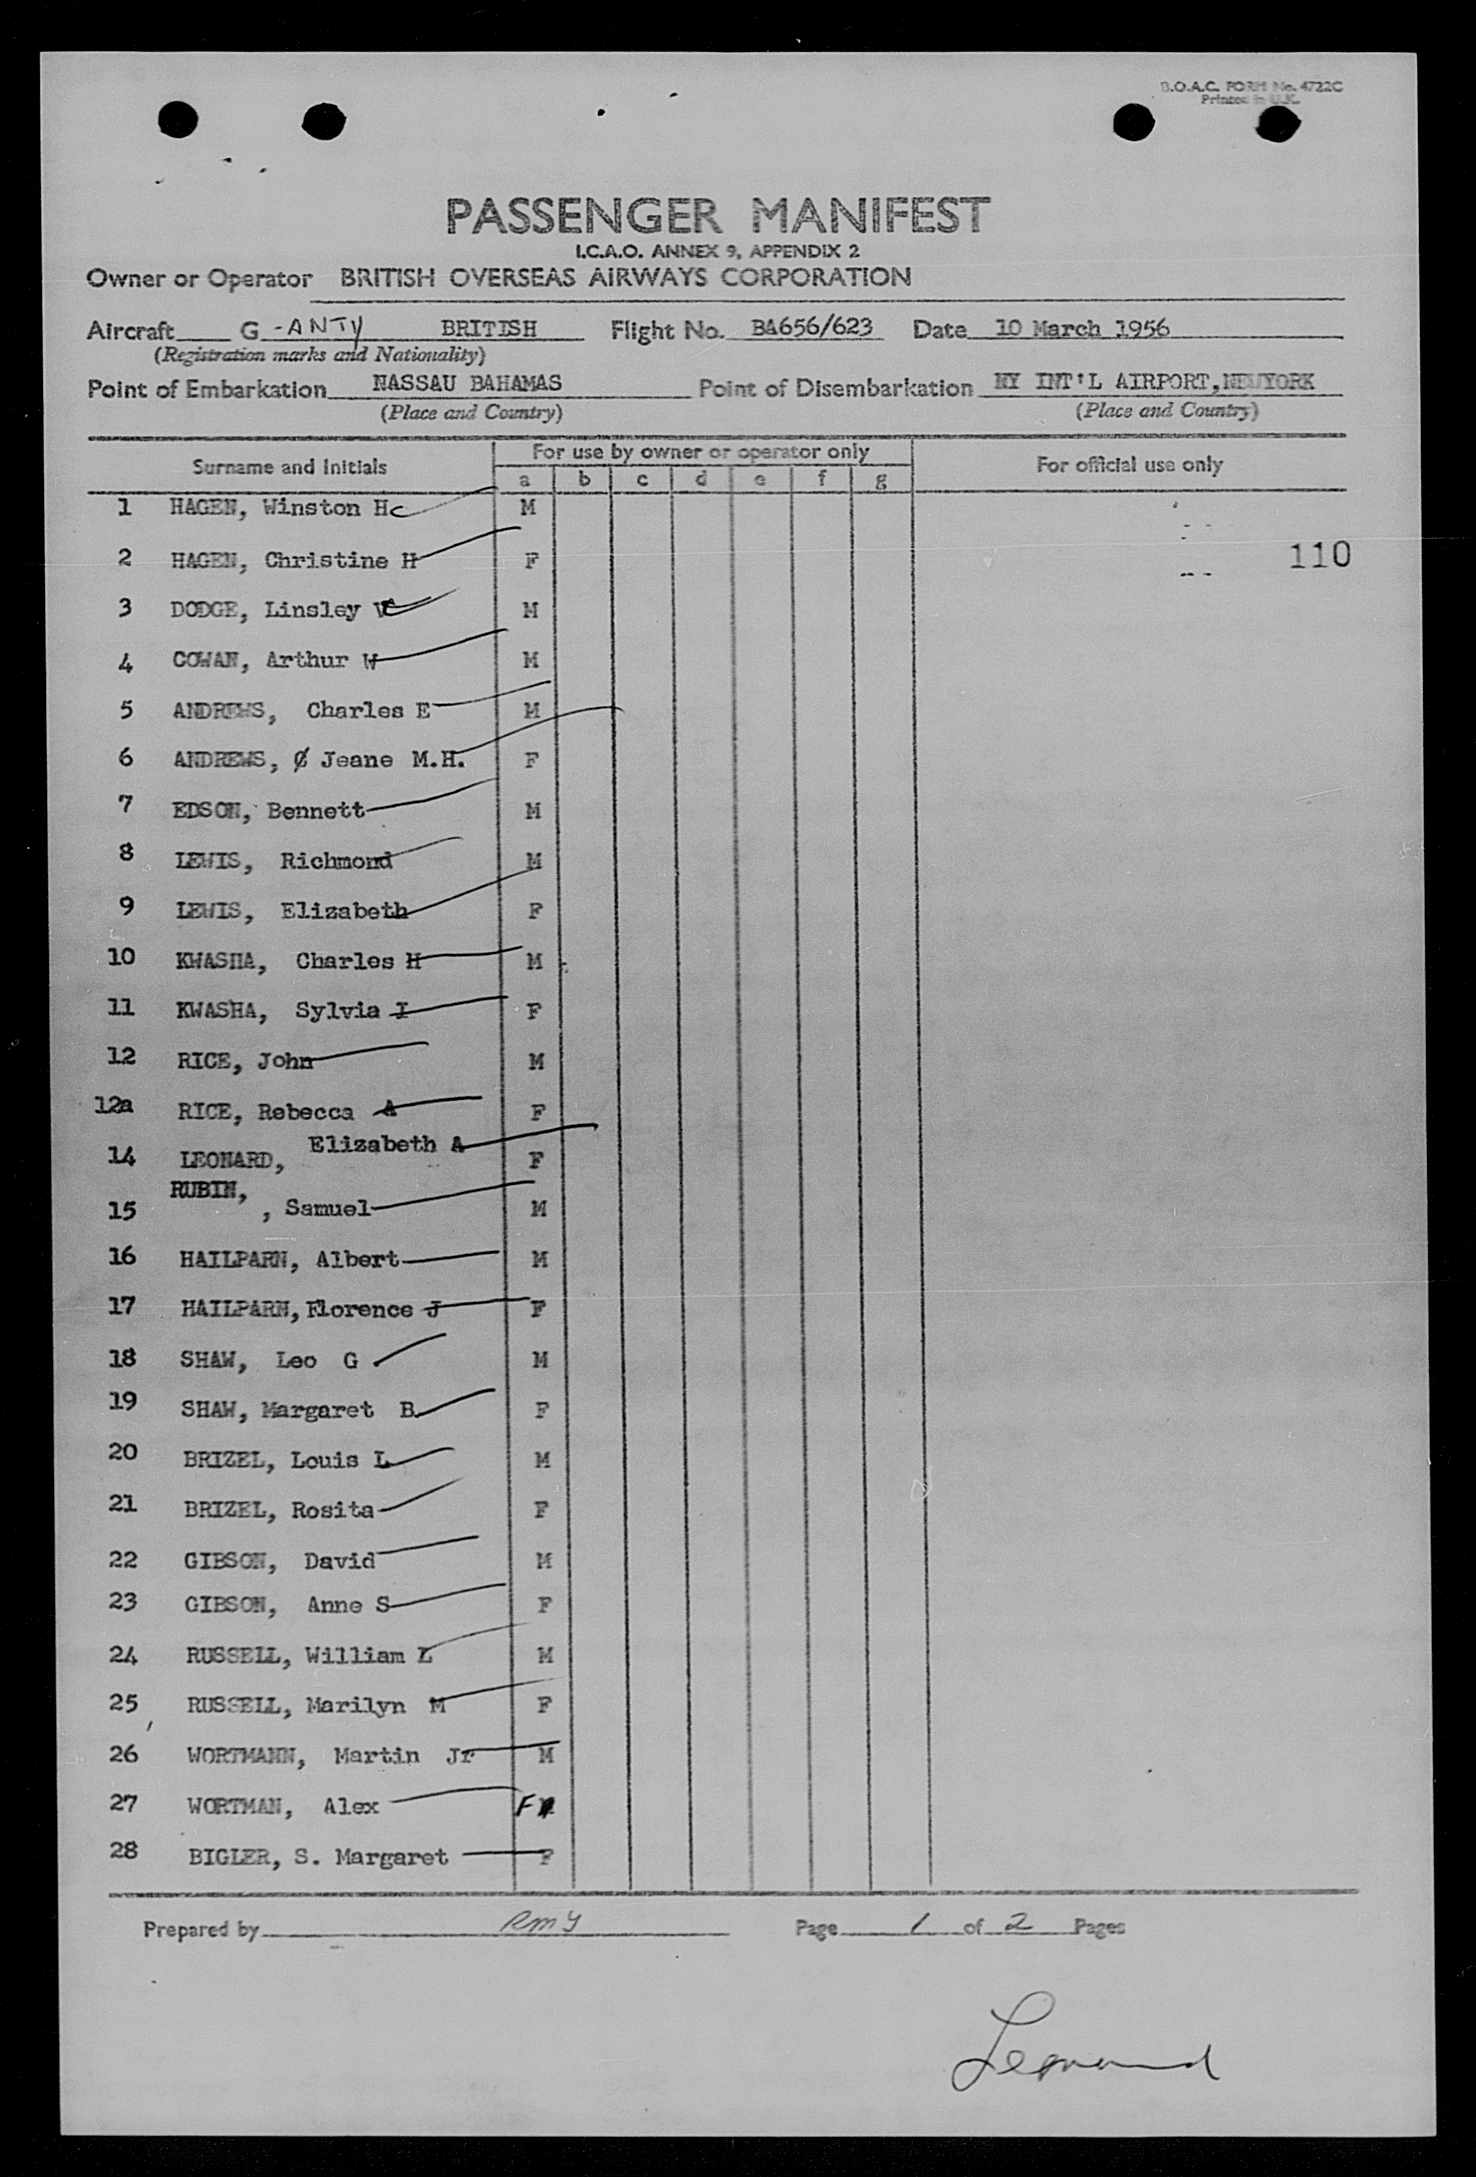 B.O.A.C. FORM No. 4722C
Printed in U.K.
PASSENGER MANIFEST
I.C.A.O. ANNEX 9, APPENDIX 2
Owner or Operator BRITISH OVERSEAS AIRWAYS CORPORATION
Aircraft G -ANTY BRITISH Flight No. BA656/623 Date 10 March 1956
(Registration marks and Nationality)
Point of Embarkation NASSAU BAHAMAS Point of Disembarkation NY INT'L AIRPORT, NEWYORK
(Place and Country) (Place and Country)
Surname and Initials For use by owner or operator only For official use only
a b c d e f g
1 HAGEN, Winston H M
110
2 HAGEN, Christine H F
3 DODGE, Linsley V M
4 COWAN, Arthur W M
5 ANDREWS, Charles E M
6 ANDREWS, Jeane M.H. F
7 EDSON, Bennett M
8 LEWIS, Richmond M
9 LEWIS, Elizabeth F
10 KWASHA, Charles H M
11 KWASHA, Sylvia I F
12 RICE, John M
12a RICE, Rebecca A F
14 LEONARD, Elizabeth A F
15 RUBIN, , Samuel M
16 HAILPARN, Albert M
17 HAILPARN, Florence J F
18 SHAW, Leo G M
19 SHAW, Margaret B F
20 BRIZEL, Louis L M
21 BRIZEL, Rosita F
22 GIBSON, David M
23 GIBSON, Anne S F
24 RUSSELL, William L M
25 RUSSELL, Marilyn M F
26 WORTMANN, Martin Jr M
27 WORTMAN, Alex F
28 BIGLER, S. Margaret F
Prepared by RMY Page 1 of 2 Pages
Leonard